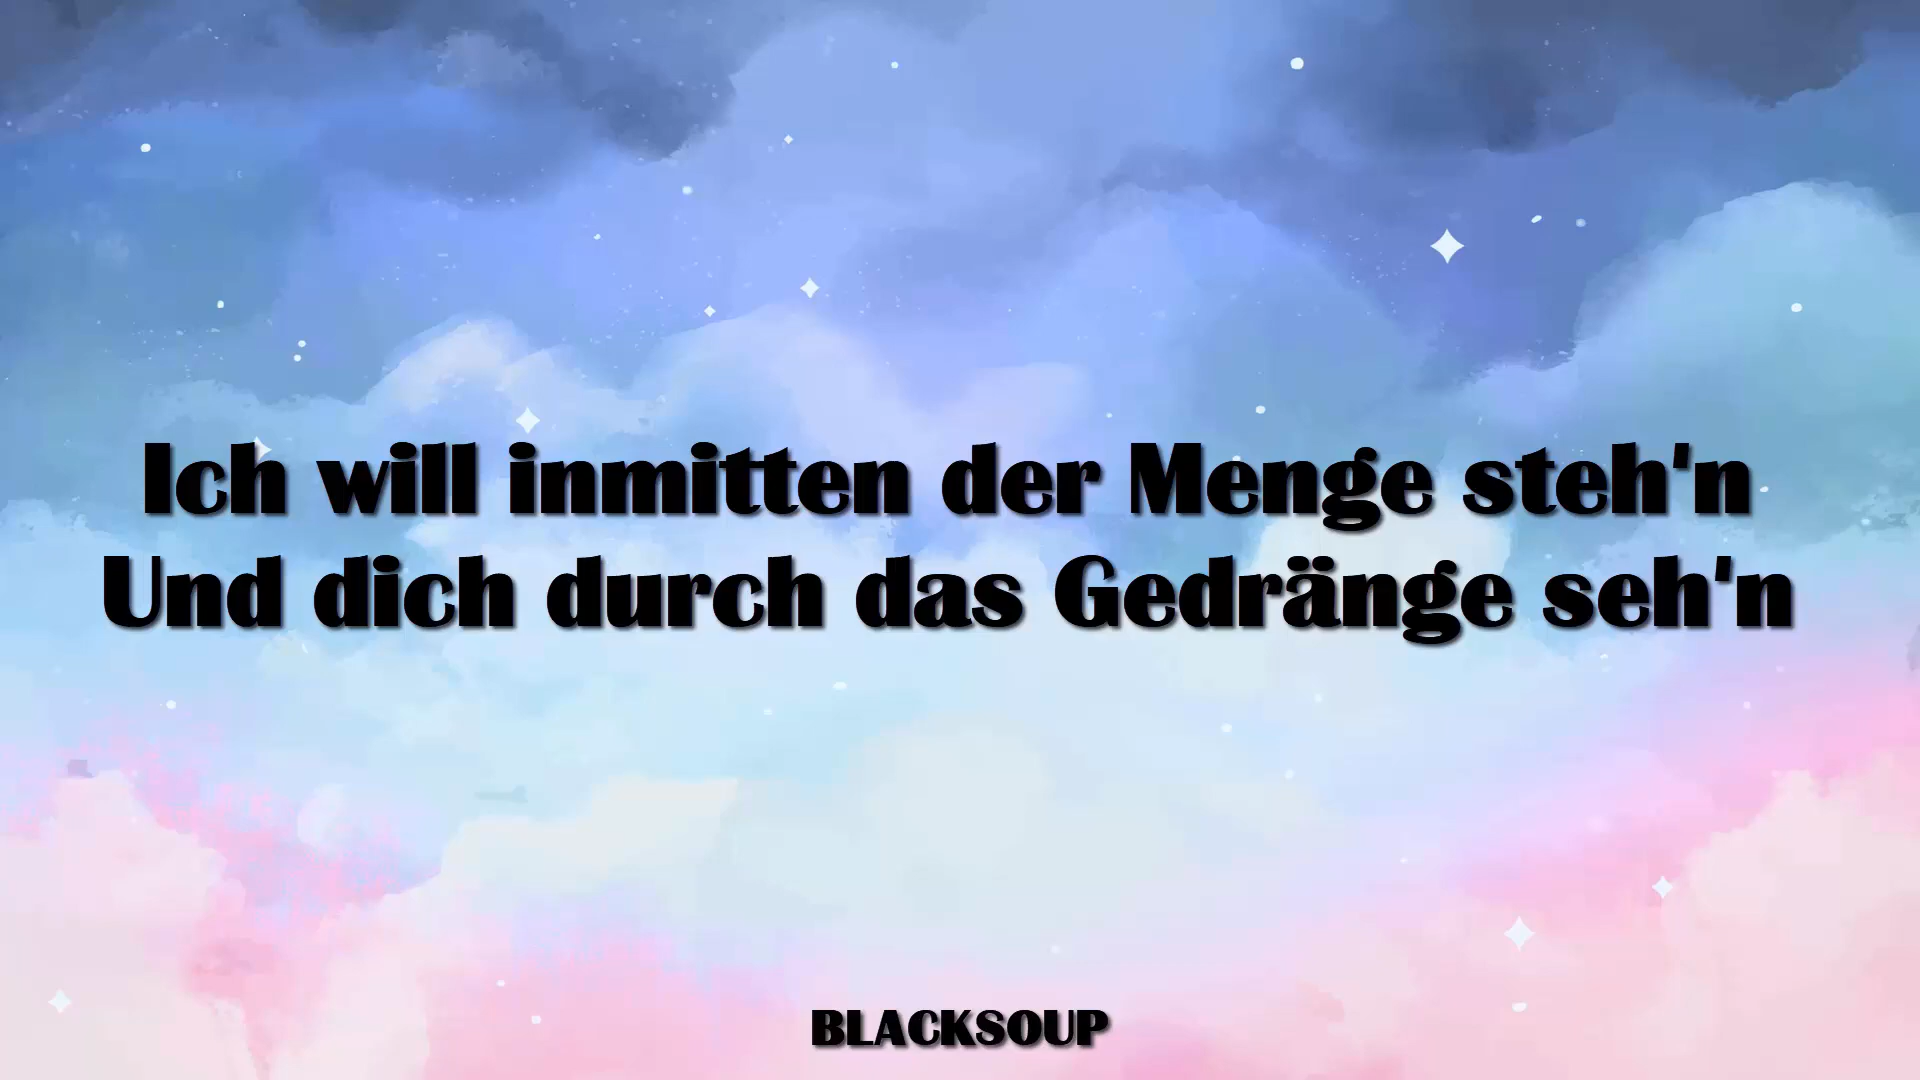 Ich will inmitten der Menge steh'n
Und dich durch das Gedränge seh'n
BLACKSOUP